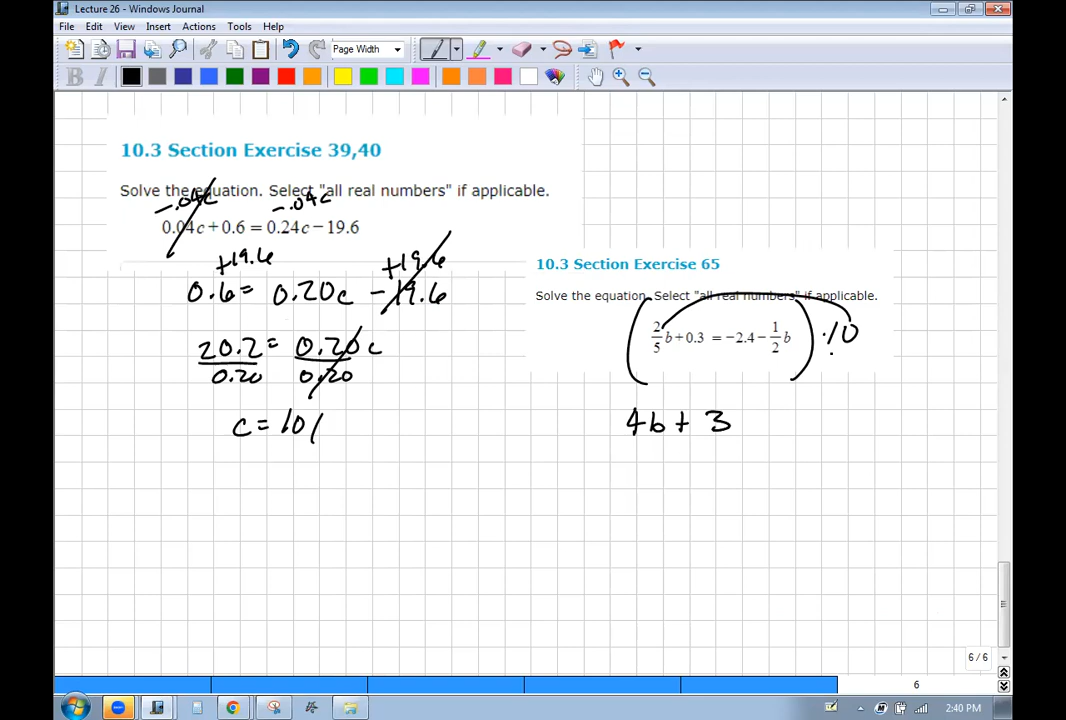 Lecture 26 - Windows Journal
File Edit View Insert Actions Tools Help
Page Width
10.3 Section Exercise 39,40
Solve the equation. Select "all real numbers" if applicable.
-.04c -.04c
0.04c + 0.6 = 0.24c - 19.6
+19.6 +19.6
0.6 = 0.20c - 19.6
20.2 = 0.20c
0.20 0.20
c = 101
10.3 Section Exercise 65
Solve the equation. Select "all real numbers" if applicable.
( 2/5 b + 0.3 = -2.4 - 1/2 b ) · 10
4b + 3
6 / 6
6
2:40 PM